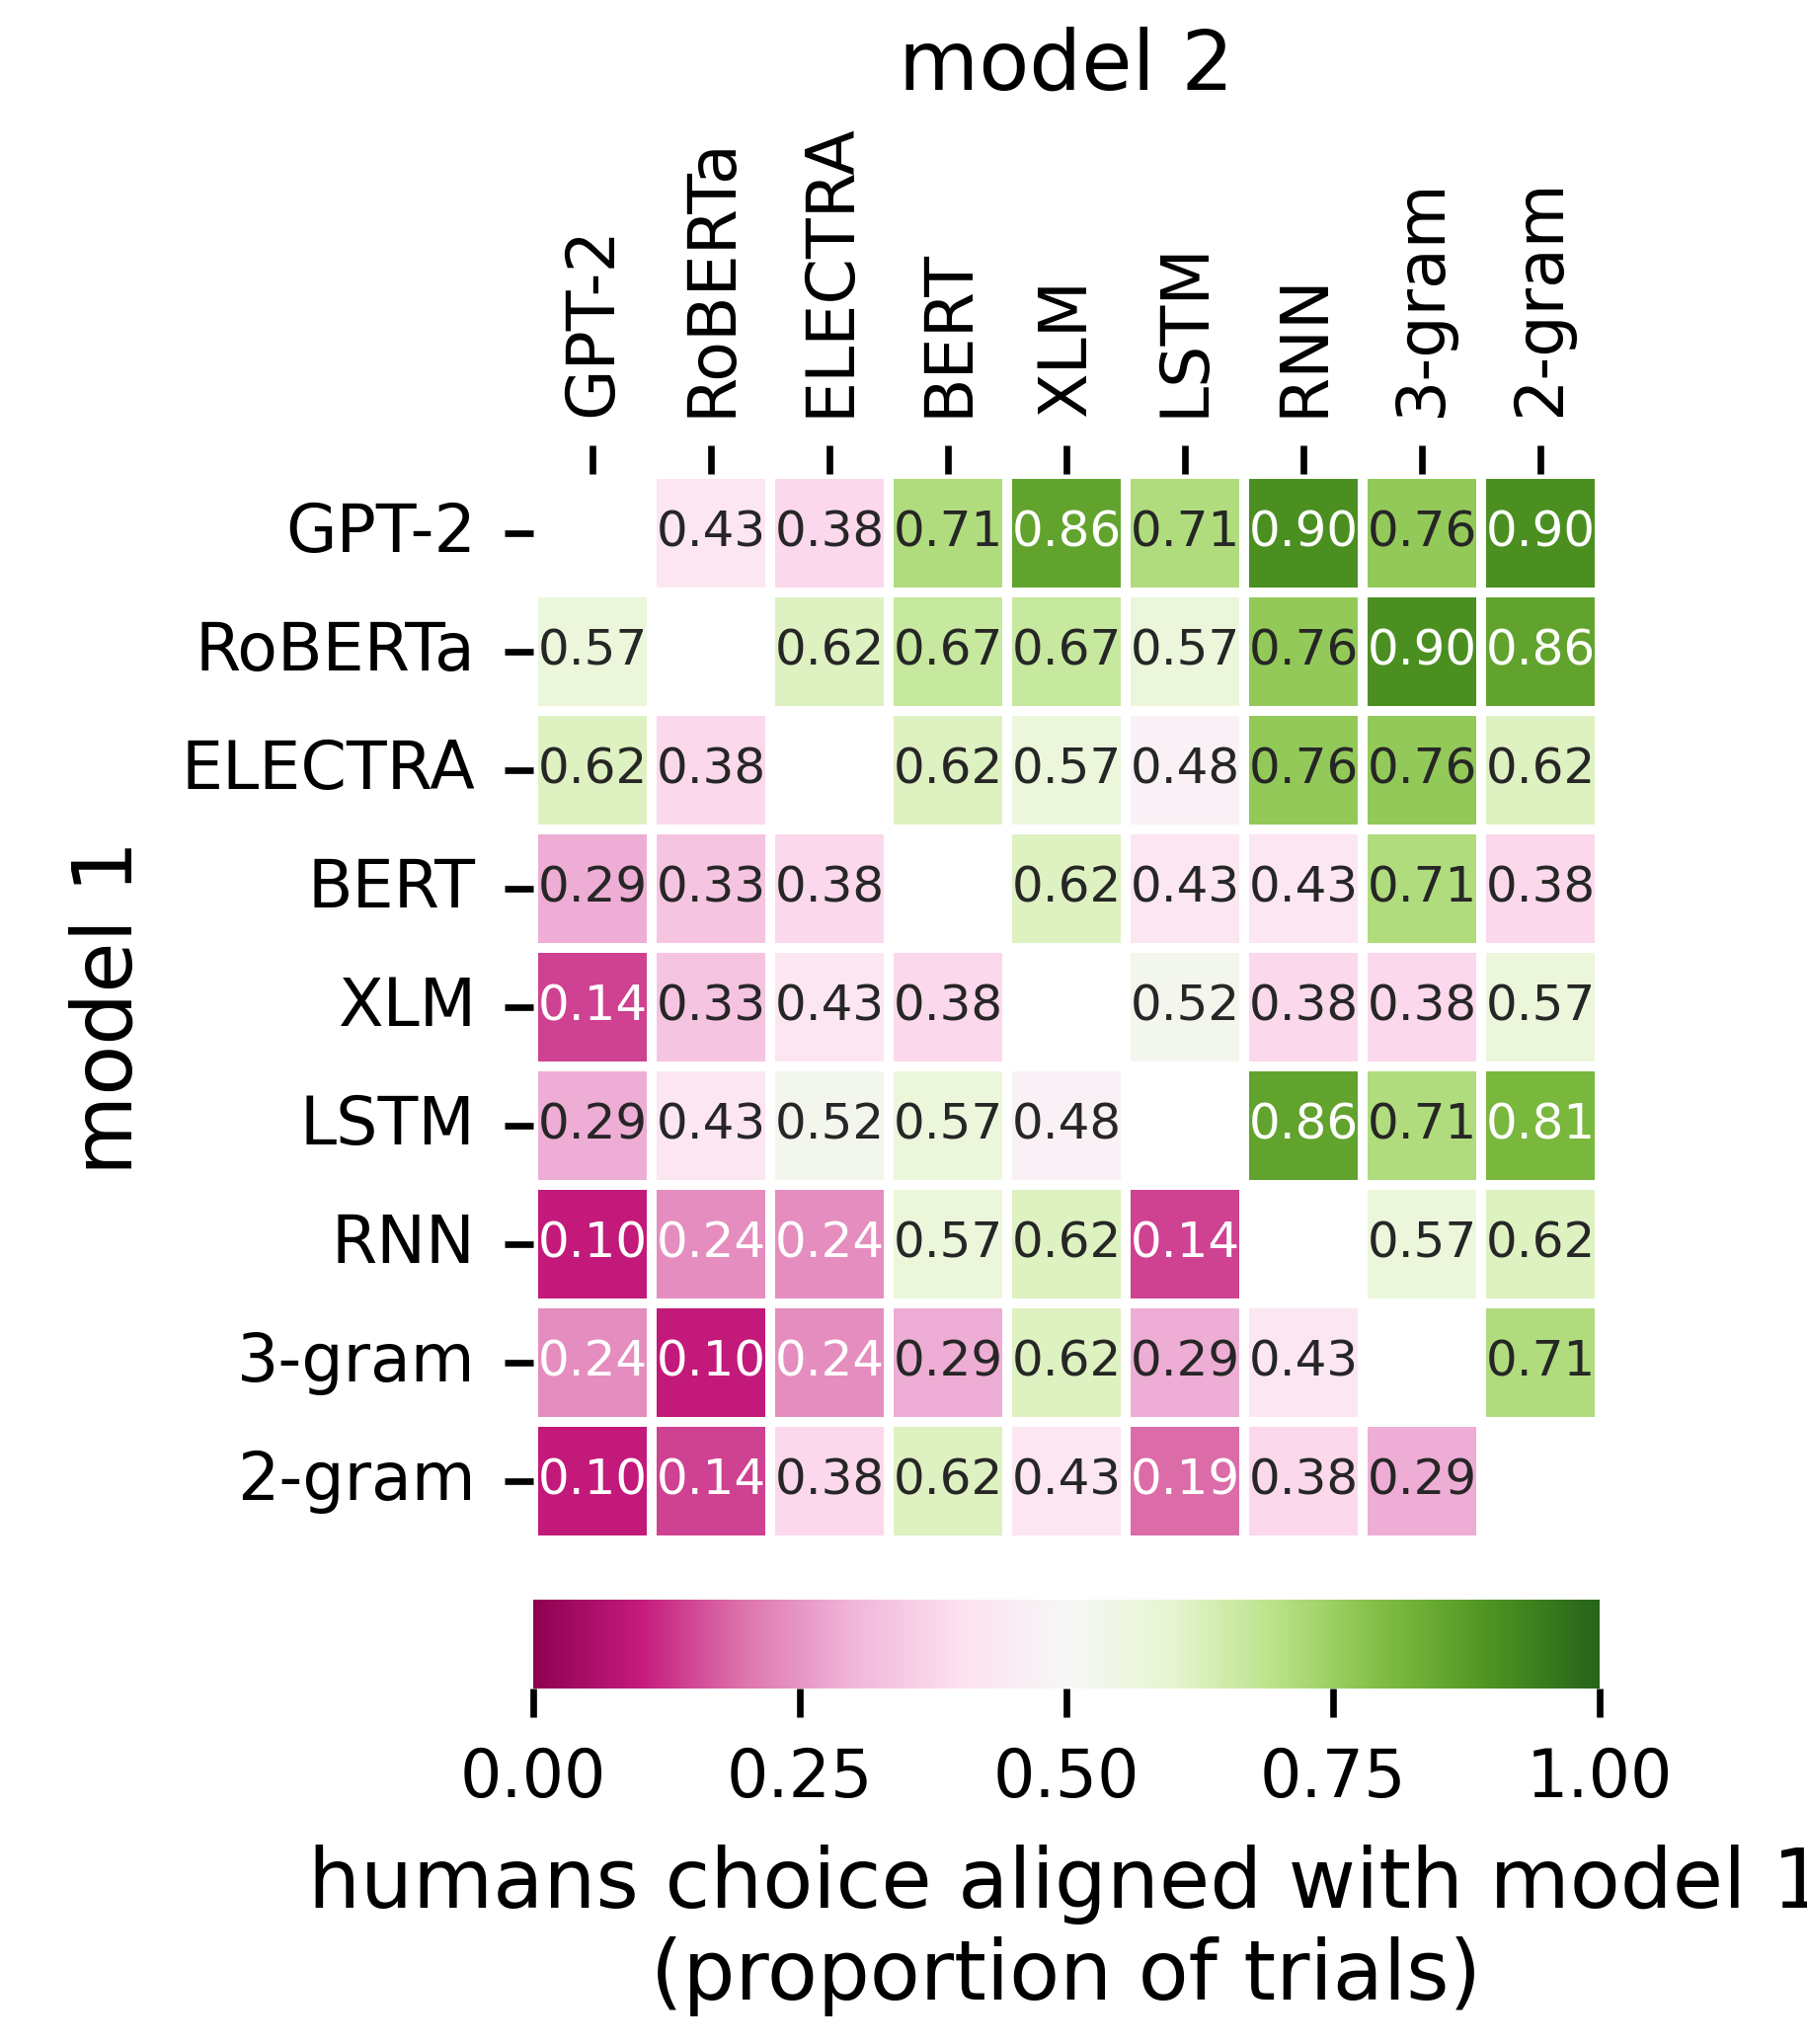 model 2
GPT-2 RoBERTa ELECTRA BERT XLM LSTM RNN 3-gram 2-gram
model 1
GPT-2 0.43 0.38 0.71 0.86 0.71 0.90 0.76 0.90
RoBERTa 0.57 0.62 0.67 0.67 0.57 0.76 0.90 0.86
ELECTRA 0.62 0.38 0.62 0.57 0.48 0.76 0.76 0.62
BERT 0.29 0.33 0.38 0.62 0.43 0.43 0.71 0.38
XLM 0.14 0.33 0.43 0.38 0.52 0.38 0.38 0.57
LSTM 0.29 0.43 0.52 0.57 0.48 0.86 0.71 0.81
RNN 0.10 0.24 0.24 0.57 0.62 0.14 0.57 0.62
3-gram 0.24 0.10 0.24 0.29 0.62 0.29 0.43 0.71
2-gram 0.10 0.14 0.38 0.62 0.43 0.19 0.38 0.29
0.00 0.25 0.50 0.75 1.00
humans choice aligned with model 1
(proportion of trials)